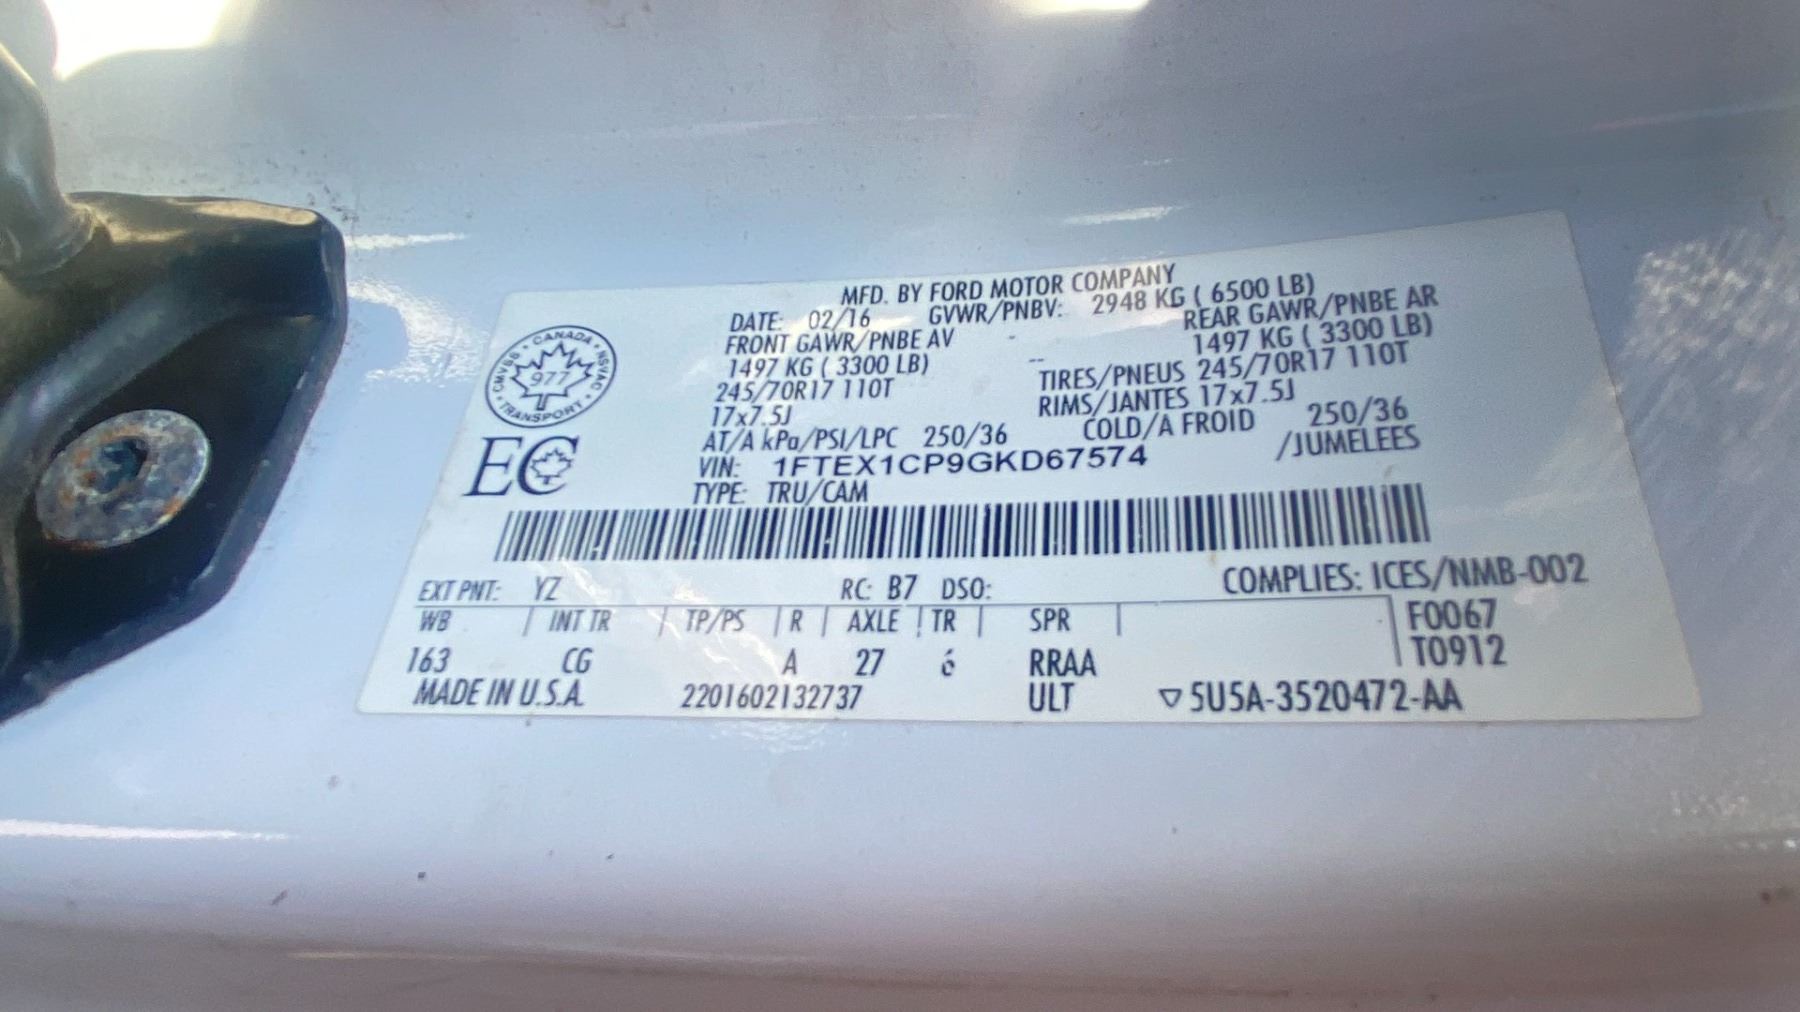 MFD. BY FORD MOTOR COMPANY
DATE: 02/16 GVWR/PNBV: 2948 KG ( 6500 LB)
FRONT GAWR/PNBE AV REAR GAWR/PNBE AR
1497 KG ( 3300 LB) 1497 KG ( 3300 LB)
245/70R17 110T TIRES/PNEUS 245/70R17 110T
17x7.5J RIMS/JANTES 17x7.5J
AT/A kPa/PSI/LPC 250/36 COLD/A FROID 250/36
VIN: 1FTEX1CP9GKD67574 /JUMELEES
TYPE: TRU/CAM
CANADA
CMVSS NSVAC
977
TRANSPORT
EC
EXT PNT: YZ RC: B7 DSO: COMPLIES: ICES/NMB-002
WB INT TR TP/PS R AXLE TR SPR F0067
163 CG A 27 6 RRAA T0912
MADE IN U.S.A. 2201602132737 ULT ▽5U5A-3520472-AA